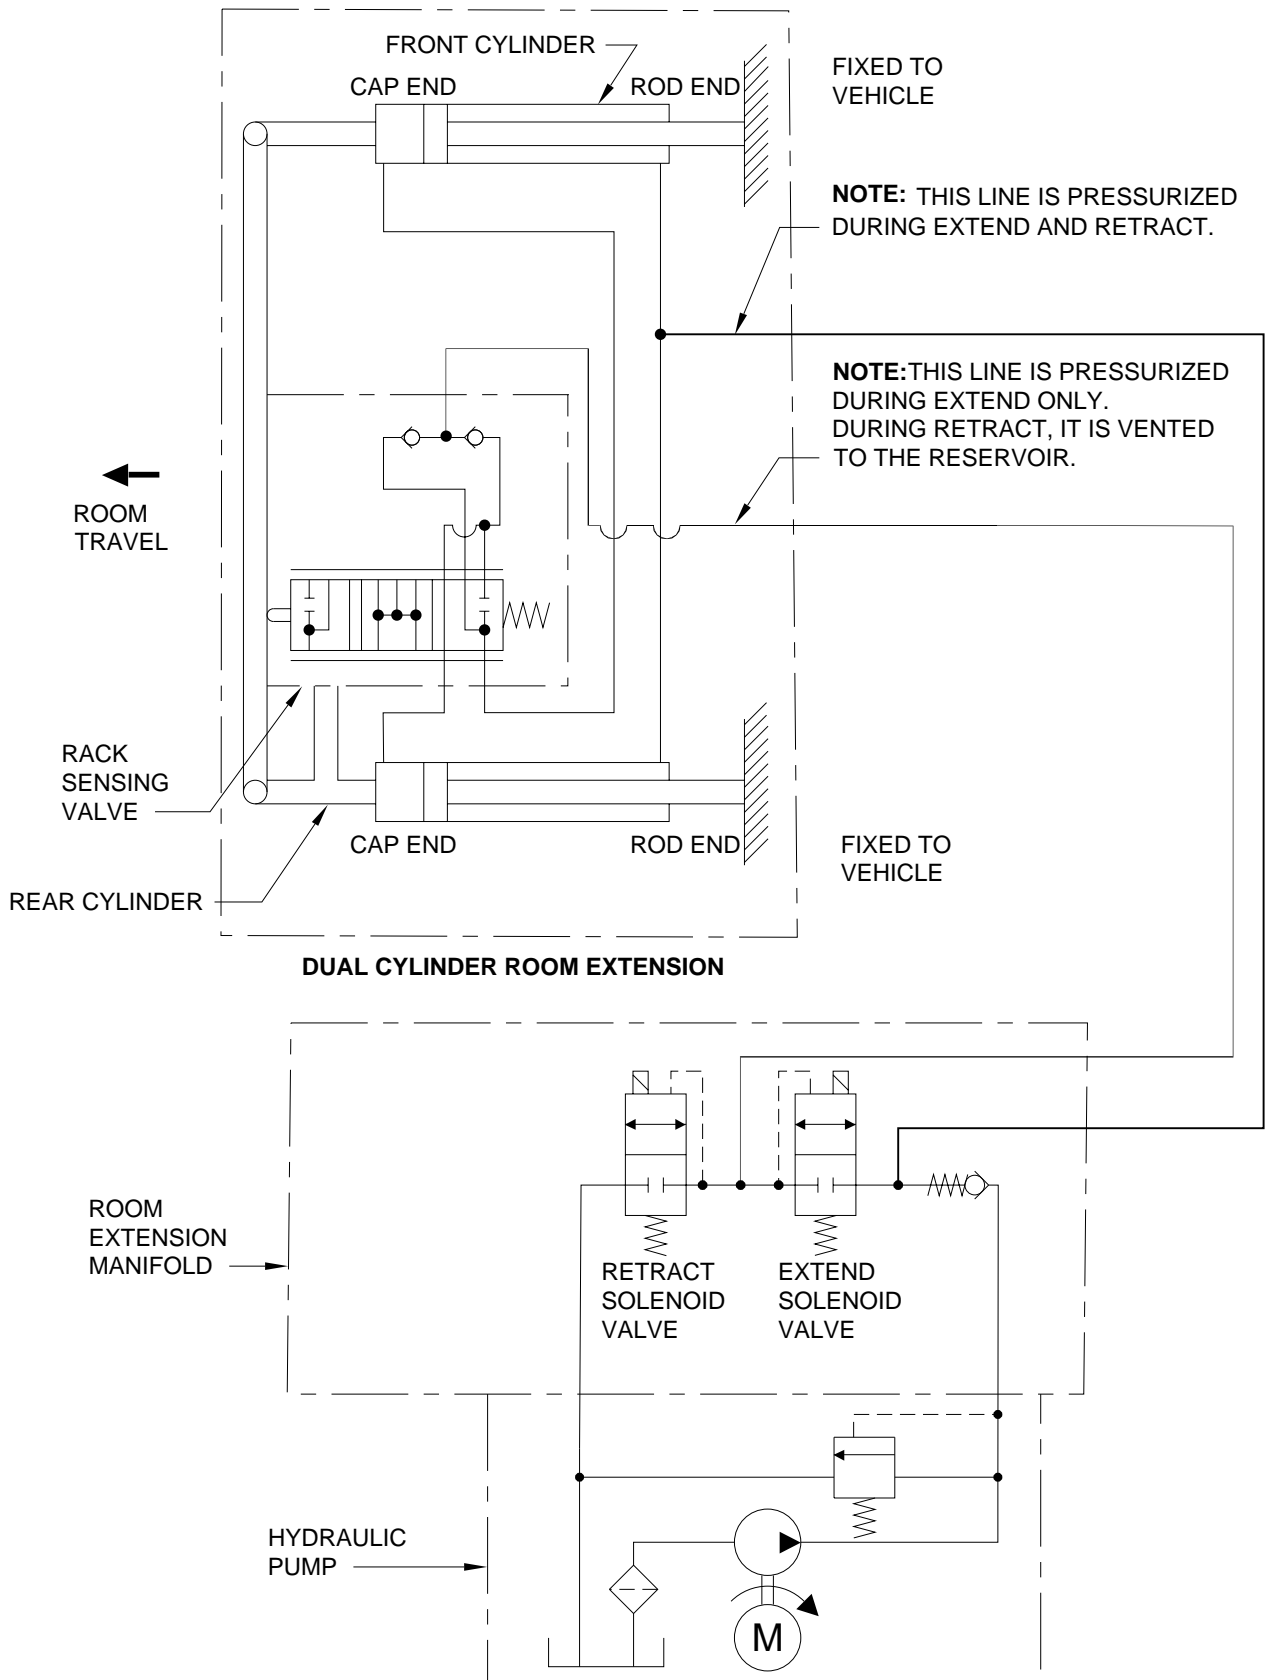 FRONT CYLINDER
CAP END
ROD END
FIXED TO
VEHICLE
NOTE: THIS LINE IS PRESSURIZED
DURING EXTEND AND RETRACT.
NOTE:THIS LINE IS PRESSURIZED
DURING EXTEND ONLY.
DURING RETRACT, IT IS VENTED
TO THE RESERVOIR.
ROOM
TRAVEL
RACK
SENSING
VALVE
CAP END
ROD END
FIXED TO
VEHICLE
REAR CYLINDER
DUAL CYLINDER ROOM EXTENSION
ROOM
EXTENSION
MANIFOLD
RETRACT
SOLENOID
VALVE
EXTEND
SOLENOID
VALVE
HYDRAULIC
PUMP
M